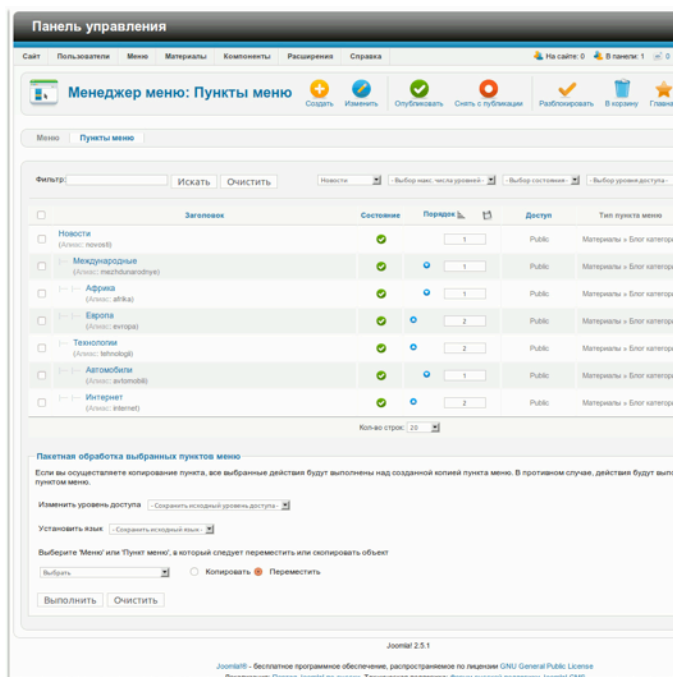 Панель управления
Сайт Пользователи Меню Материалы Компоненты Расширения Справка На сайте: 0 В панели: 1 0
Менеджер меню: Пункты меню Создать Изменить Опубликовать Снять с публикации Разблокировать В корзину
Меню Пункты меню
Фильтр: Искать Очистить Новости - Выбор макс. числа уровней - - Выбор состояния - - Выбор уровня доступа -
Заголовок Состояние Порядок Доступ Тип пункта меню
Новости 1 Public Материалы » Блог
(Алиас: novosti)
Международные 1 Public Материалы » Блог
(Алиас: mezhdunarodnye)
Африка 1 Public Материалы » Блог
(Алиас: afrika)
Европа 2 Public Материалы » Блог
(Алиас: evropa)
Технологии 2 Public Материалы » Блог
(Алиас: tehnologii)
Автомобили 1 Public Материалы » Блог
(Алиас: avtomobili)
Интернет 2 Public Материалы » Блог
(Алиас: internet)
Кол-во строк: 20
Пакетная обработка выбранных пунктов меню
Если вы осуществляете копирование пункта, все выбранные действия будут выполнены над созданной копией пункта меню. В противном случае, действия будут
пунктом меню.
Изменить уровень доступа - Сохранить исходный уровень доступа -
Установить язык - Сохранить исходный язык -
Выберите 'Меню' или 'Пункт меню', в который следует переместить или скопировать объект
Выбрать Копировать Переместить
Выполнить Очистить
Joomla! 2.5.1
Joomla!® - бесплатное программное обеспечение, распространяемое по лицензии GNU General Public License